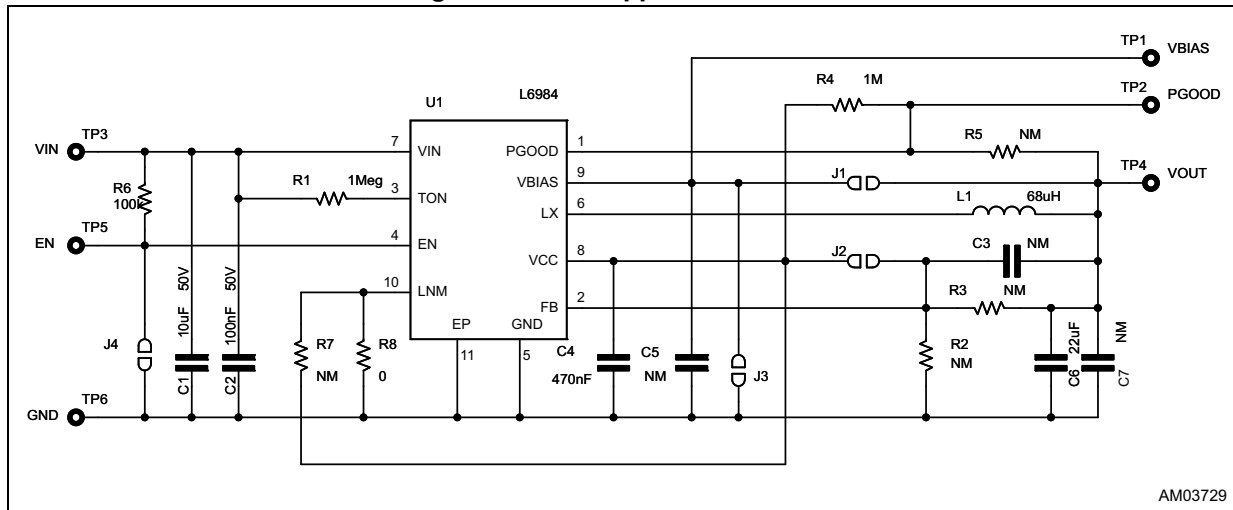 TP1 VBIAS
R4 1M
TP2 PGOOD
U1 L6984
TP3
VIN
7 VIN
PGOOD 1
R5 NM
R6
100k
R1 1Meg
3 TON
VBIAS 9
J1
TP4 VOUT
LX 6
L1 68uH
TP5
EN
4 EN
VCC 8
J2
C3 NM
10 LNM
FB 2
R3 NM
10uF 50V
100nF 50V
EP
GND
11
5
J4
C1
C2
R7
NM
R8
0
C4
470nF
C5
NM
J3
R2
NM
22uF
C6
NM
C7
TP6
GND
AM03729